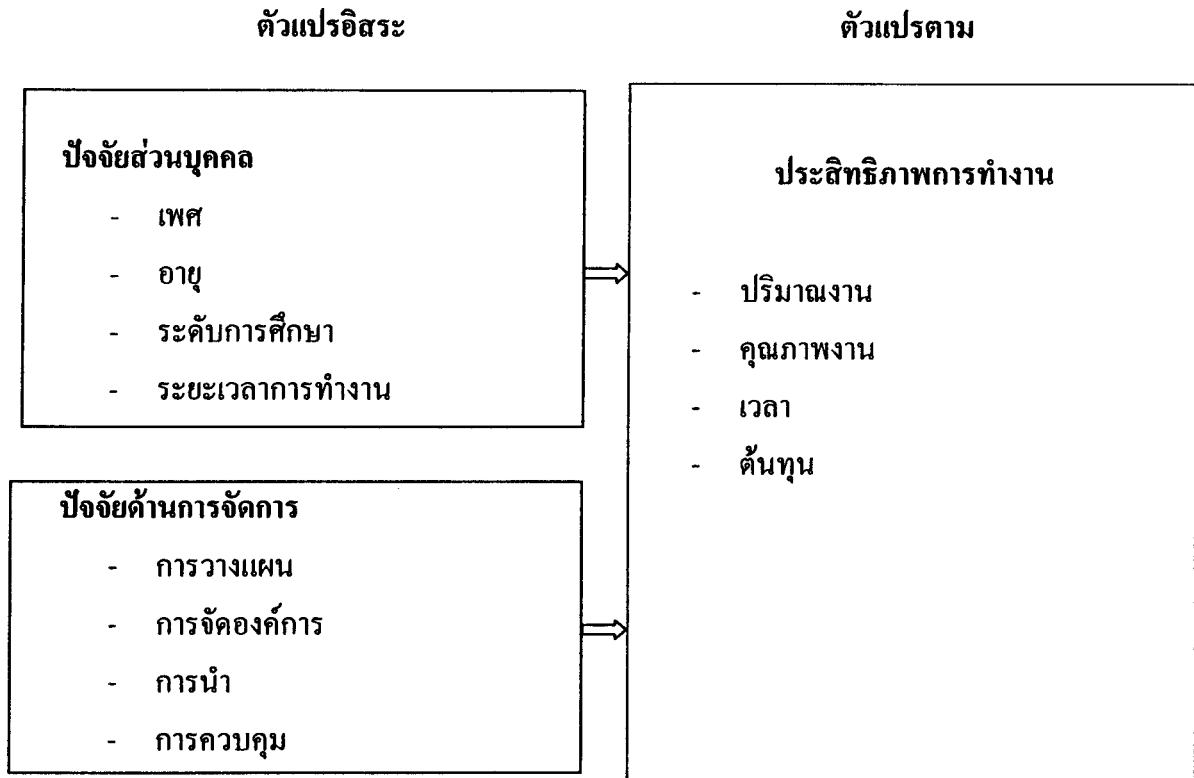 ตัวแปรอิสระ
ตัวแปรตาม
ปัจจัยส่วนบุคคล
- เพศ
- อายุ
- ระดับการศึกษา
- ระยะเวลาการทำงาน
ปัจจัยด้านการจัดการ
- การวางแผน
- การจัดองค์การ
- การนำ
- การควบคุม
ประสิทธิภาพการทำงาน
- ปริมาณงาน
- คุณภาพงาน
- เวลา
- ต้นทุน